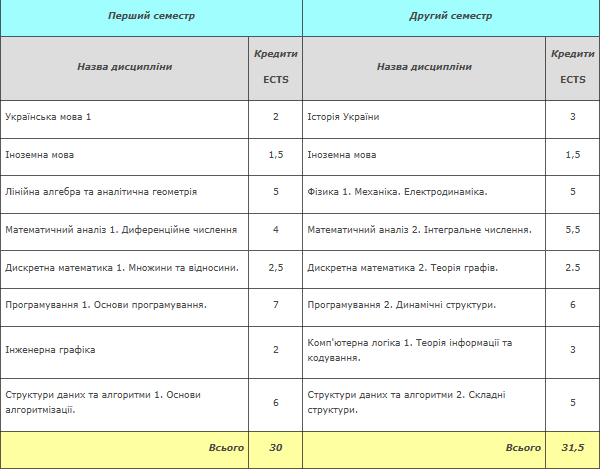 Перший семестр Другий семестр
Назва дисципліни Кредити ECTS Назва дисципліни Кредити ECTS
Українська мова 1 2 Історія України 3
Іноземна мова 1,5 Іноземна мова 1,5
Лінійна алгебра та аналітична геометрія 5 Фізика 1. Механіка. Електродинаміка. 5
Математичний аналіз 1. Диференційне числення 4 Математичний аналіз 2. Інтегральне числення. 5,5
Дискретна математика 1. Множини та відносини. 2,5 Дискретна математика 2. Теорія графів. 2.5
Програмування 1. Основи програмування. 7 Програмування 2. Динамічні структури. 6
Інженерна графіка 2 Комп'ютерна логіка 1. Теорія інформації та
кодування. 3
Структури даних та алгоритми 1. Основи
алгоритмізації. 6 Структури даних та алгоритми 2. Складні
структури. 5
Всього 30 Всього 31,5